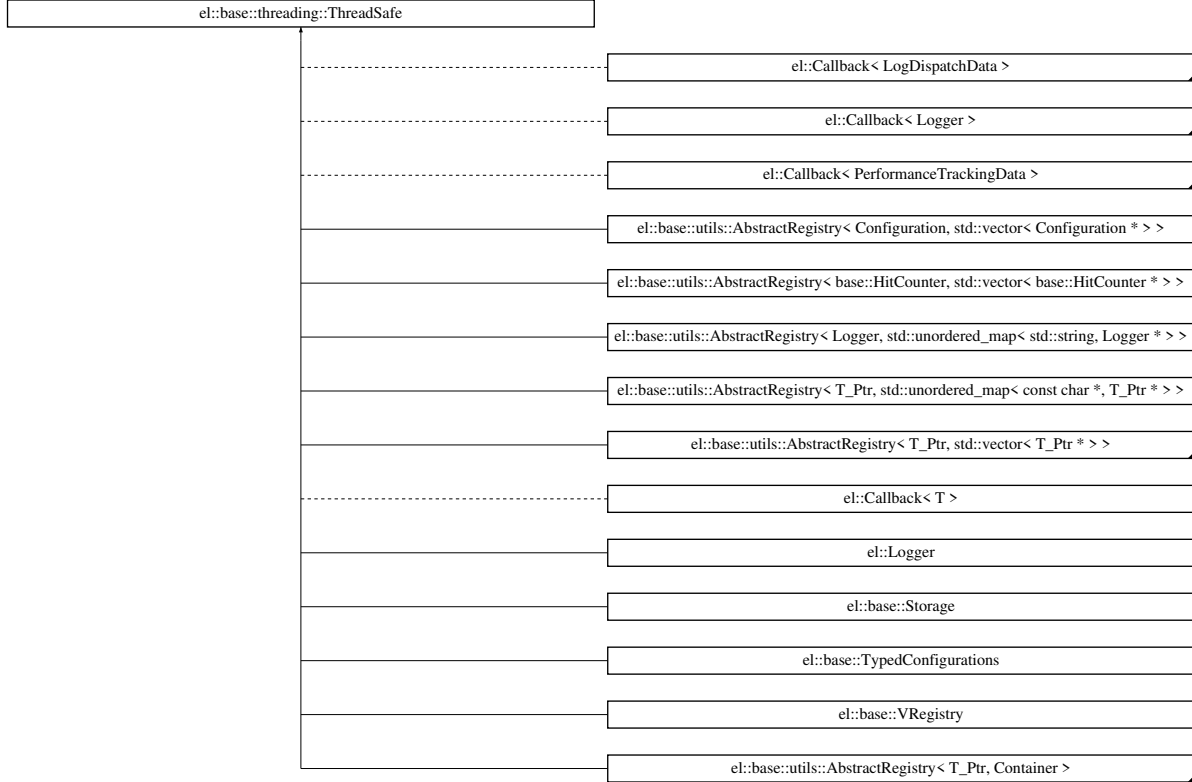 el::base::threading::ThreadSafe
el::Callback< LogDispatchData >
el::Callback< Logger >
el::Callback< PerformanceTrackingData >
el::base::utils::AbstractRegistry< Configuration, std::vector< Configuration * > >
el::base::utils::AbstractRegistry< base::HitCounter, std::vector< base::HitCounter * > >
el::base::utils::AbstractRegistry< Logger, std::unordered_map< std::string, Logger * > >
el::base::utils::AbstractRegistry< T_Ptr, std::unordered_map< const char *, T_Ptr * > >
el::base::utils::AbstractRegistry< T_Ptr, std::vector< T_Ptr * > >
el::Callback< T >
el::Logger
el::base::Storage
el::base::TypedConfigurations
el::base::VRegistry
el::base::utils::AbstractRegistry< T_Ptr, Container >